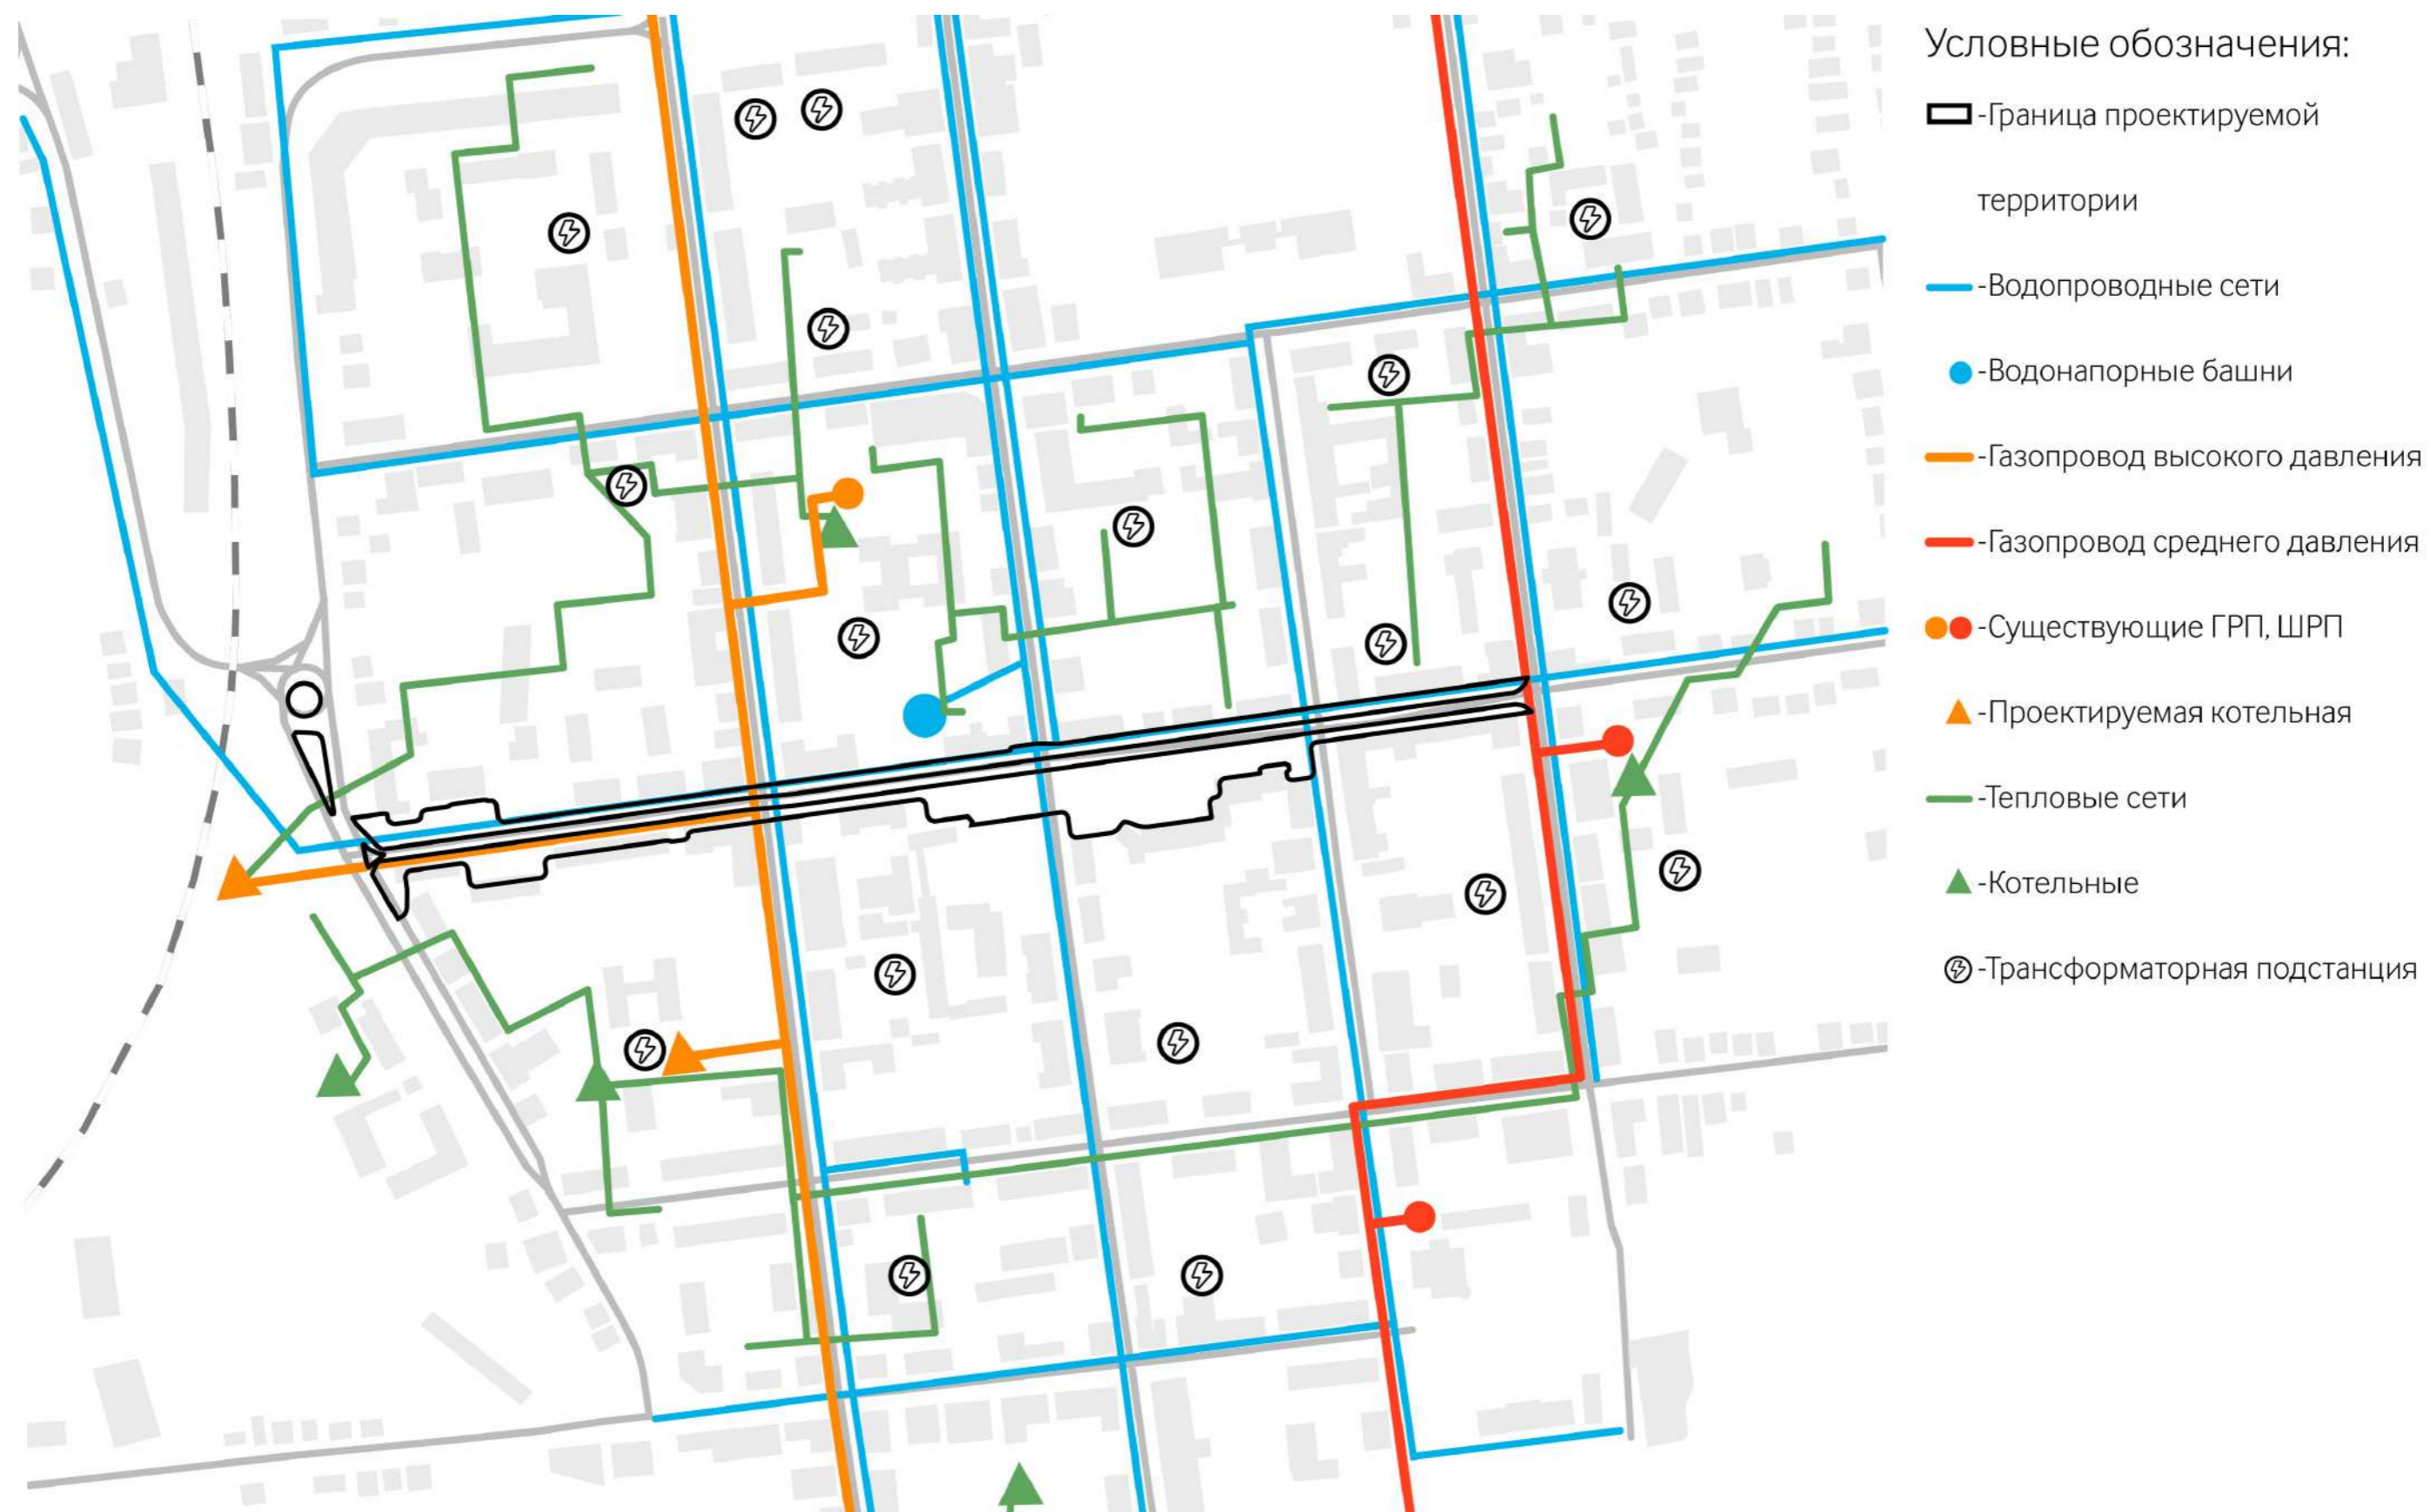 Условные обозначения:
-Граница проектируемой
территории
-Водопроводные сети
-Водонапорные башни
-Газопровод высокого давления
-Газопровод среднего давления
-Существующие ГРП, ШРП
-Проектируемая котельная
-Тепловые сети
-Котельные
-Трансформаторная подстанция